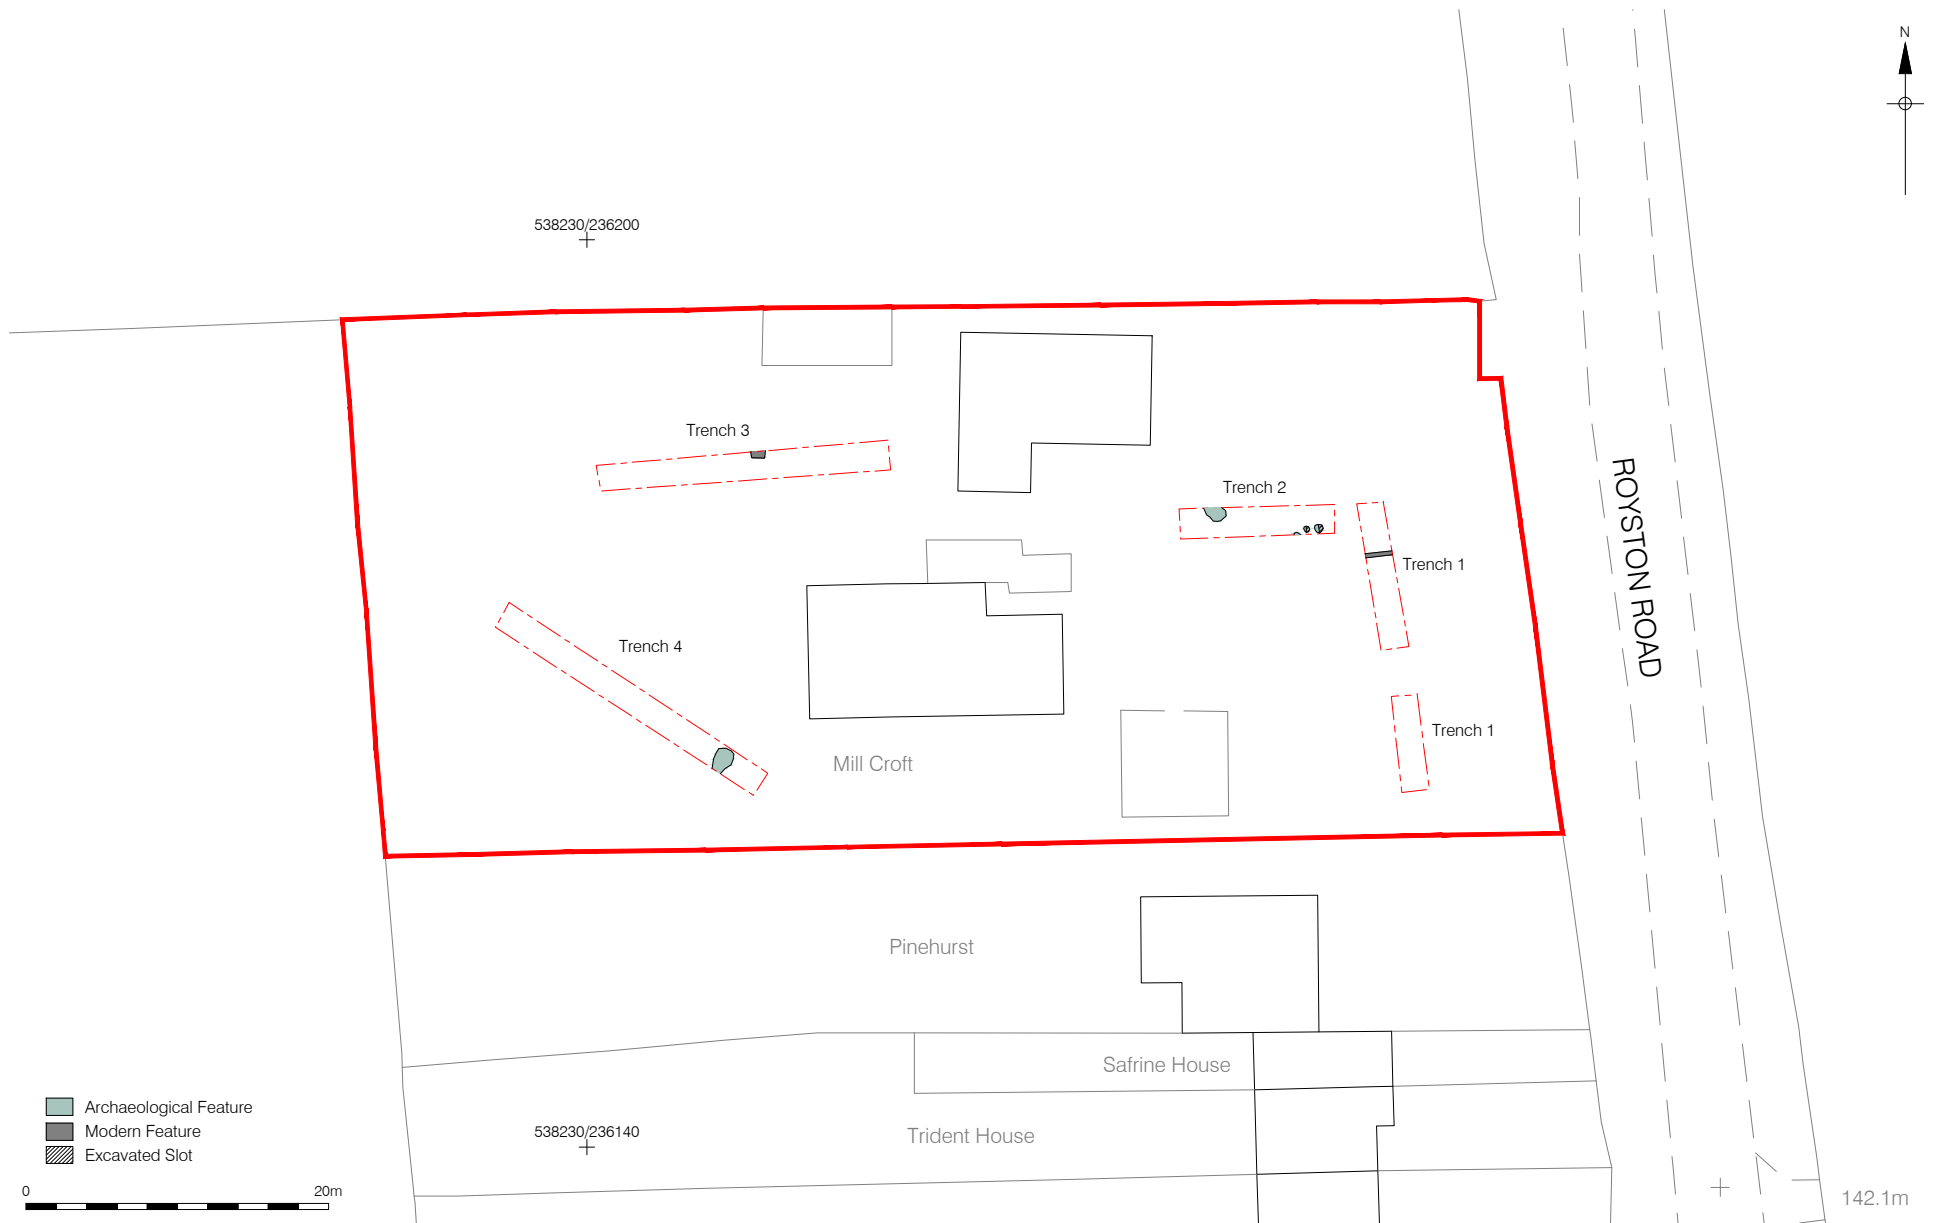 N
538230/236200
Trench 3
Trench 2
ROYSTON ROAD
Trench 1
Trench 4
Trench 1
Mill Croft
Pinehurst
Safrine House
Archaeological Feature
Modern Feature
Excavated Slot
538230/236140
Trident House
0 20m
142.1m